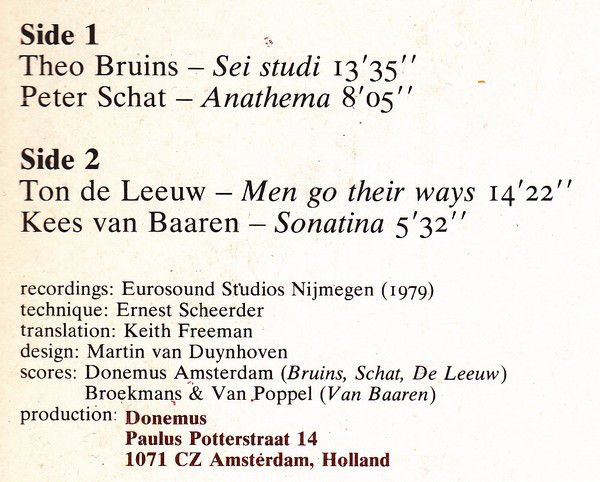 Side 1
Theo Bruins – Sei studi 13'35''
Peter Schat – Anathema 8'05''
Side 2
Ton de Leeuw – Men go their ways 14'22''
Kees van Baaren – Sonatina 5'32''
recordings: Eurosound Studios Nijmegen (1979)
technique: Ernest Scheerder
translation: Keith Freeman
design: Martin van Duynhoven
scores: Donemus Amsterdam (Bruins, Schat, De Leeuw)
Broekmans & Van Poppel (Van Baaren)
production: Donemus
Paulus Potterstraat 14
1071 CZ Amsterdam, Holland